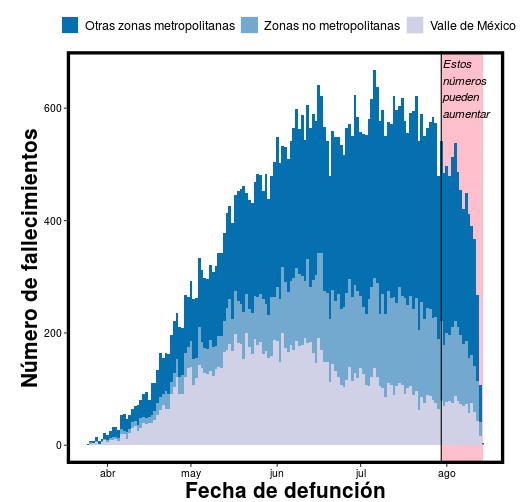 Otras zonas metropolitanas Zonas no metropolitanas Valle de México
Estos
números
pueden
aumentar
600
400
200
0
Número de fallecimientos
abr may jun jul ago
Fecha de defunción